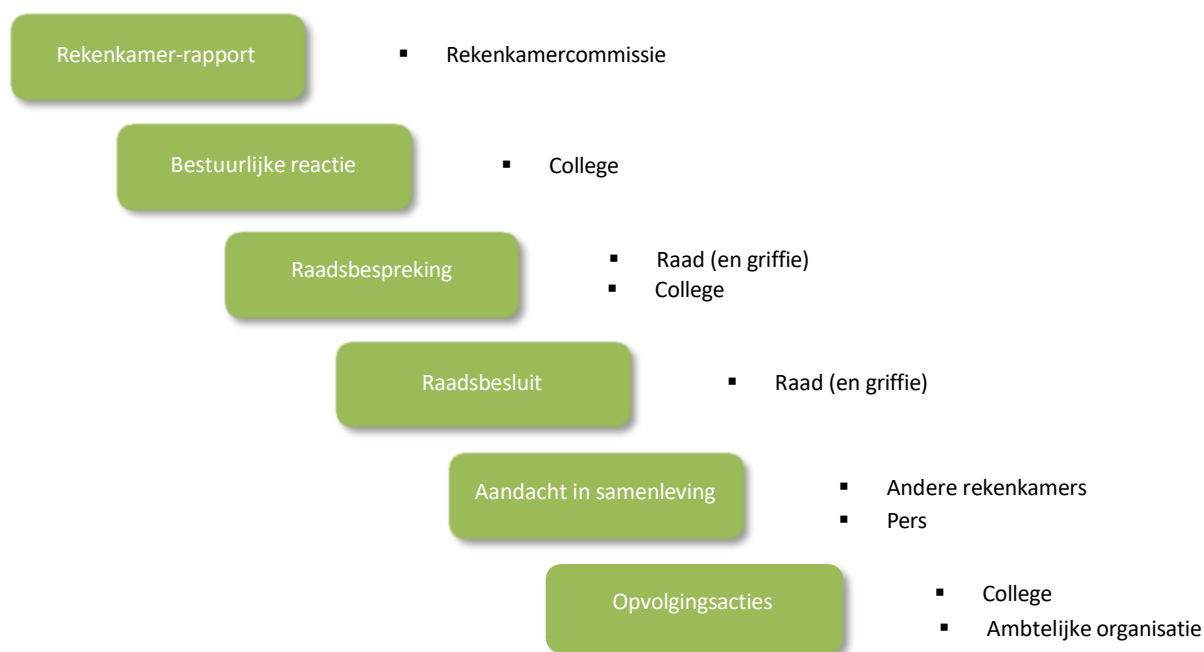 Rekenkamer-rapport
▪ Rekenkamercommissie
Bestuurlijke reactie
▪ College
Raadsbespreking
▪ Raad (en griffie)
▪ College
Raadsbesluit
▪ Raad (en griffie)
Aandacht in samenleving
▪ Andere rekenkamers
▪ Pers
Opvolgingsacties
▪ College
▪ Ambtelijke organisatie